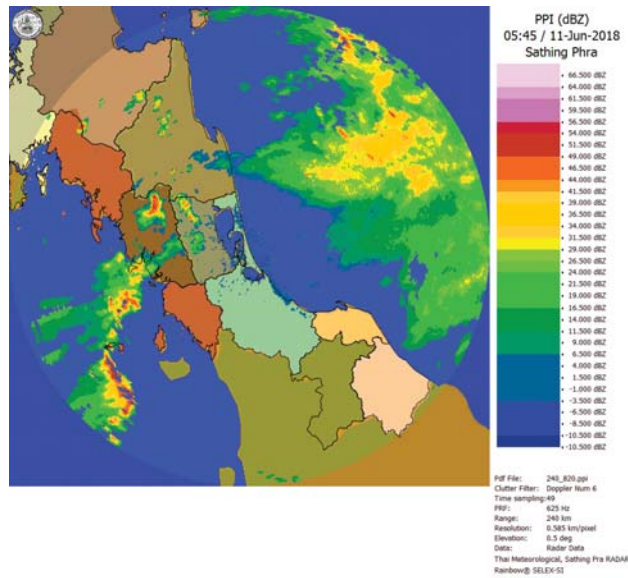 PPI (dBZ)
05:45 / 11-Jun-2018
Sathing Phra
66.500 dBZ
64.000 dBZ
61.500 dBZ
59.500 dBZ
56.500 dBZ
54.000 dBZ
51.500 dBZ
49.000 dBZ
46.500 dBZ
44.000 dBZ
41.500 dBZ
39.000 dBZ
36.500 dBZ
34.000 dBZ
31.500 dBZ
29.000 dBZ
26.500 dBZ
24.000 dBZ
21.500 dBZ
19.000 dBZ
16.500 dBZ
14.000 dBZ
11.500 dBZ
9.000 dBZ
6.500 dBZ
4.000 dBZ
1.500 dBZ
-1.000 dBZ
-3.500 dBZ
-6.500 dBZ
-8.500 dBZ
-10.500 dBZ
-10.500 dBZ
Pdf File: 240_820.ppi
Clutter Filter: Doppler Num 6
Time sampling:49
PRF: 625 Hz
Range: 240 km
Resolution: 0.585 km/pixel
Elevation: 0.5 deg
Data: Radar Data
Thai Meteorological, Sathing Pra RADAR
Rainbow® SELEX-SI